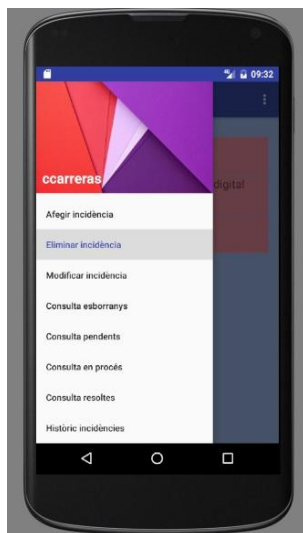 09:32
digital
ccarreras
Afegir incidència
Eliminar incidència
Modificar incidència
Consulta esborranys
Consulta pendents
Consulta en procés
Consulta resoltes
Històric incidències